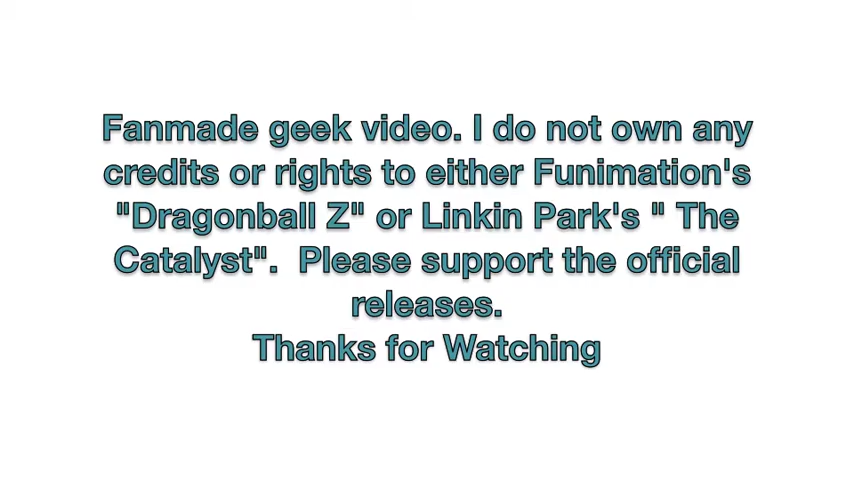 Fanmade geek video. I do not own any
credits or rights to either Funimation's
"Dragonball Z" or Linkin Park's " The
Catalyst".  Please support the official
releases.
Thanks for Watching